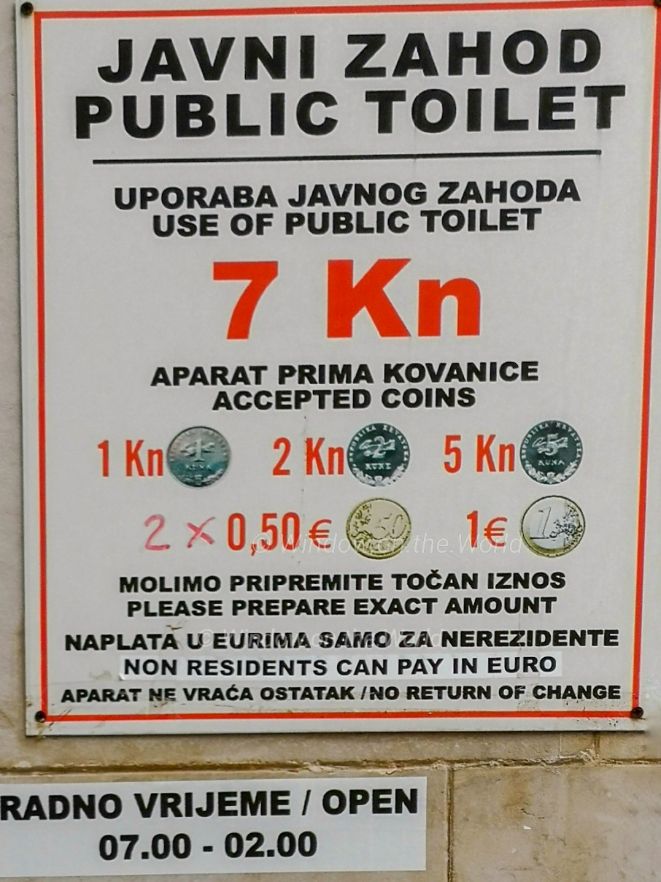 JAVNI ZAHOD
PUBLIC TOILET
UPORABA JAVNOG ZAHODA
USE OF PUBLIC TOILET
7 Kn
APARAT PRIMA KOVANICE
ACCEPTED COINS
1 Kn 2 Kn 5 Kn
2 x 0,50€ 1€
MOLIMO PRIPREMITE TOČAN IZNOS
PLEASE PREPARE EXACT AMOUNT
NAPLATA U EURIMA SAMO ZA NEREZIDENTE
NON RESIDENTS CAN PAY IN EURO
APARAT NE VRAĆA OSTATAK / NO RETURN OF CHANGE
RADNO VRIJEME / OPEN
07.00 - 02.00